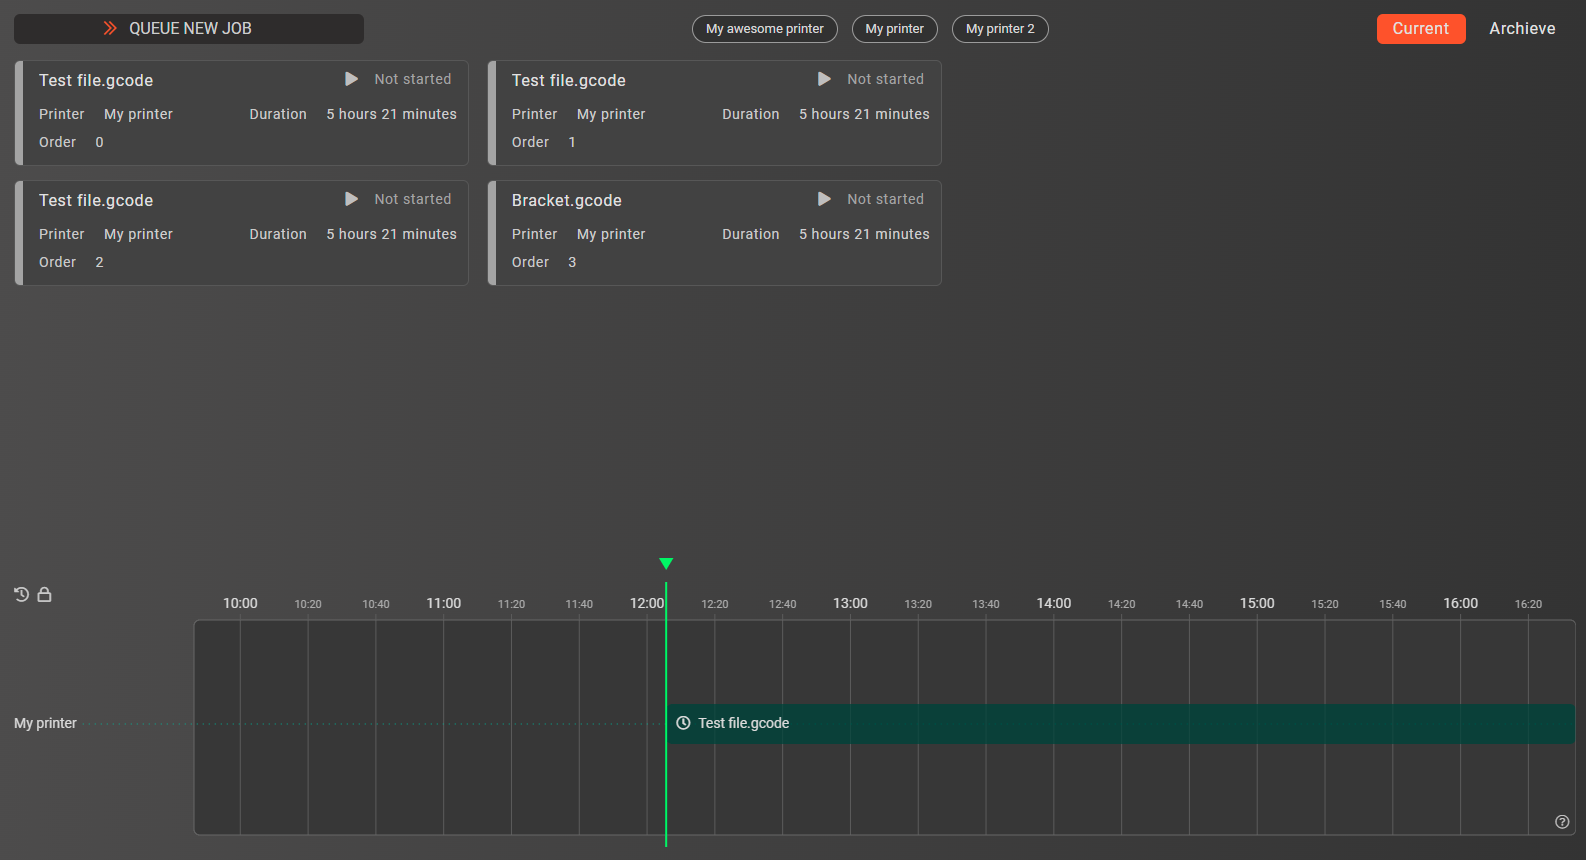 QUEUE NEW JOB
My awesome printer
My printer
My printer 2
Current
Archieve
Test file.gcode
Not started
Printer My printer Duration 5 hours 21 minutes
Order 0
Test file.gcode
Not started
Printer My printer Duration 5 hours 21 minutes
Order 1
Test file.gcode
Not started
Printer My printer Duration 5 hours 21 minutes
Order 2
Bracket.gcode
Not started
Printer My printer Duration 5 hours 21 minutes
Order 3
10:00 10:20 10:40 11:00 11:20 11:40 12:00 12:20 12:40 13:00 13:20 13:40 14:00 14:20 14:40 15:00 15:20 15:40 16:00 16:20
My printer
Test file.gcode